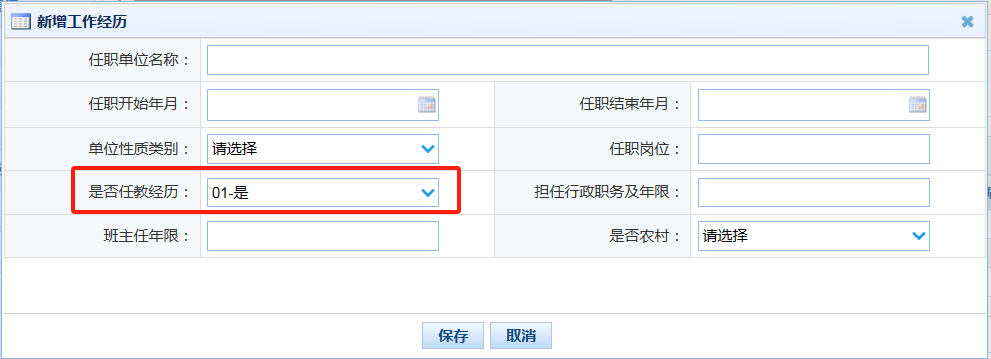 新增工作经历
任职单位名称：
任职开始年月： 任职结束年月：
单位性质类别： 请选择 任职岗位：
是否任教经历： 01-是 担任行政职务及年限：
班主任年限： 是否农村： 请选择
保存 取消